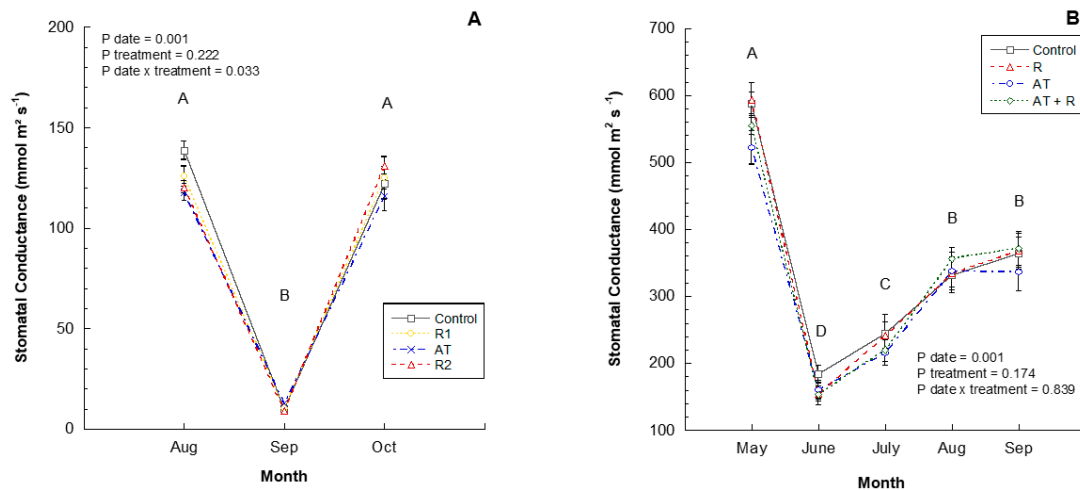 A
P date = 0.001
P treatment = 0.222
P date x treatment = 0.033
Stomatal Conductance (mmol m² s⁻¹)
200
150
100
50
0
A
B
A
Control
R1
AT
R2
Aug
Sep
Oct
Month
B
Stomatal Conductance (mmol m² s⁻¹)
700
600
500
400
300
200
100
Control
R
AT
AT + R
A
D
C
B
B
P date = 0.001
P treatment = 0.174
P date x treatment = 0.839
May
June
July
Aug
Sep
Month